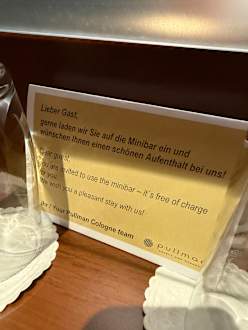 Lieber Gast,
gerne laden wir Sie auf die Minibar ein und
wünschen Ihnen einen schönen Aufenthalt bei uns!
Dear guest,
you are invited to use the minibar – it´s free of charge
for you.
We wish you a pleasant stay with us!
Ihr / Your Pullman Cologne team
pullman